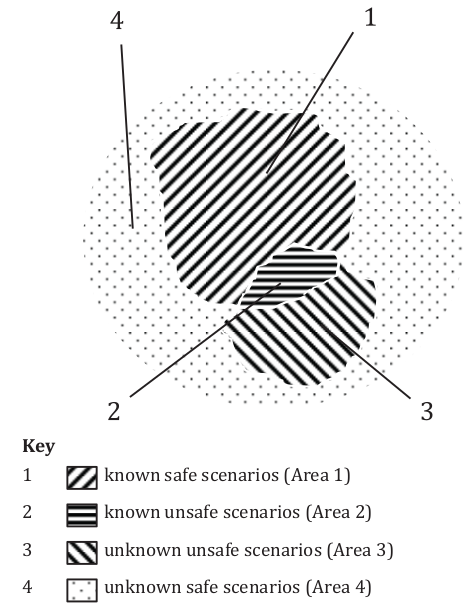 4
1
2
3
Key
1 known safe scenarios (Area 1)
2 known unsafe scenarios (Area 2)
3 unknown unsafe scenarios (Area 3)
4 unknown safe scenarios (Area 4)